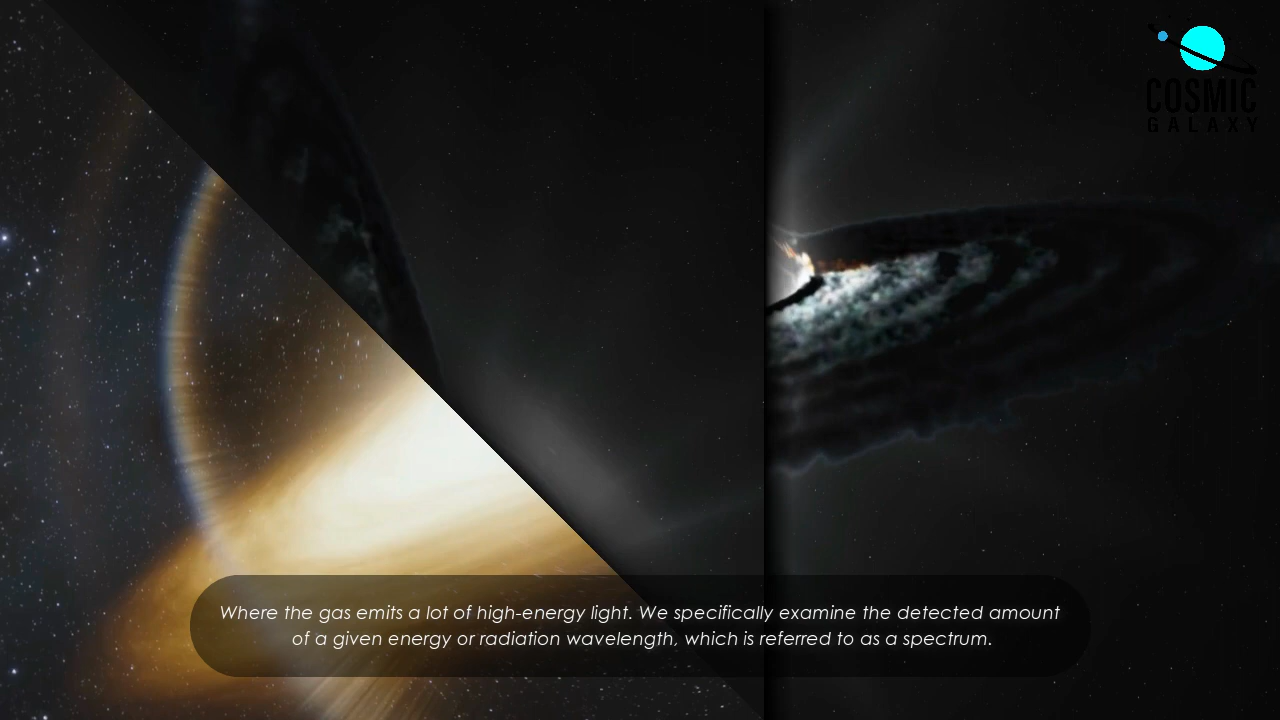 COSMIC
GALAXY
Where the gas emits a lot of high-energy light. We specifically examine the detected amount
of a given energy or radiation wavelength, which is referred to as a spectrum.